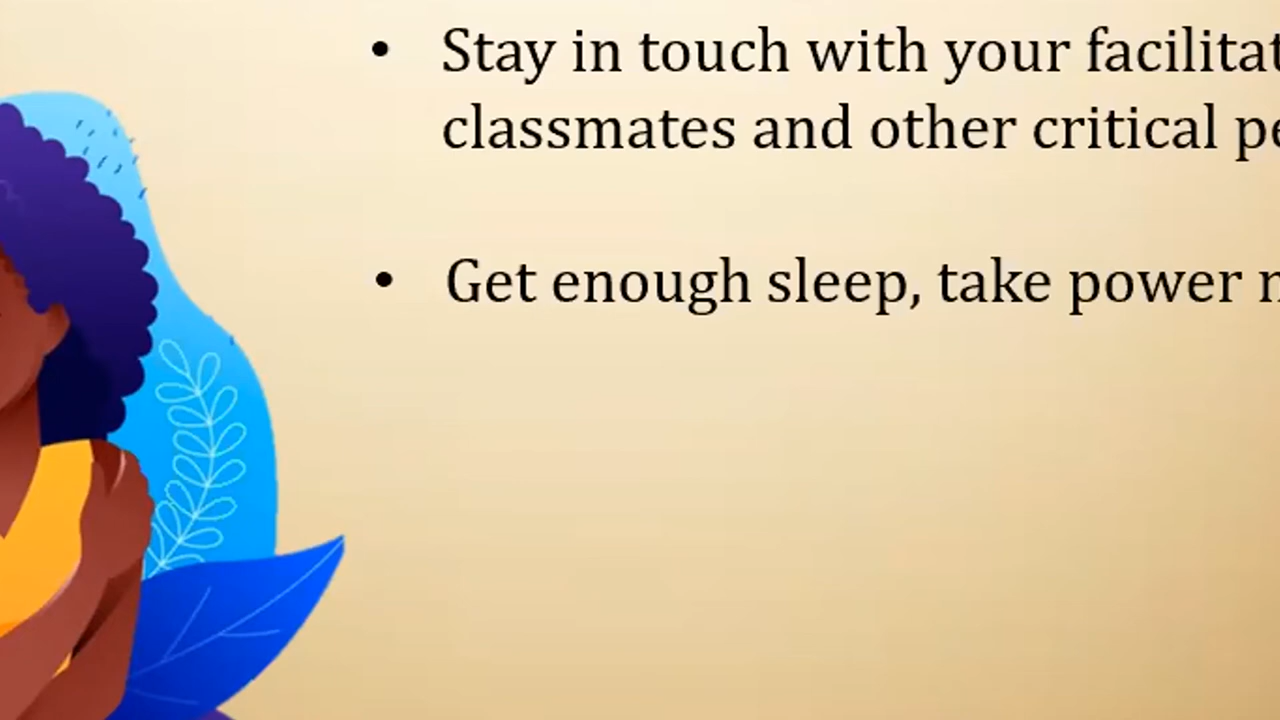 • Stay in touch with your facilitat
classmates and other critical pe
• Get enough sleep, take power n